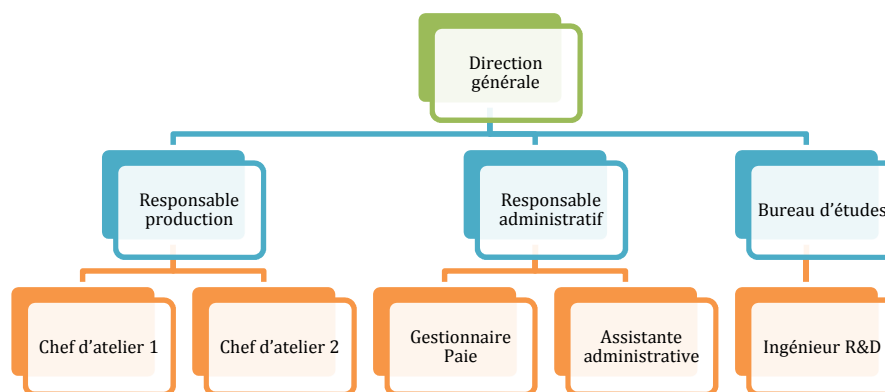 Direction
générale
Responsable
production
Responsable
administratif
Bureau d’études
Chef d’atelier 1
Chef d’atelier 2
Gestionnaire
Paie
Assistante
administrative
Ingénieur R&D